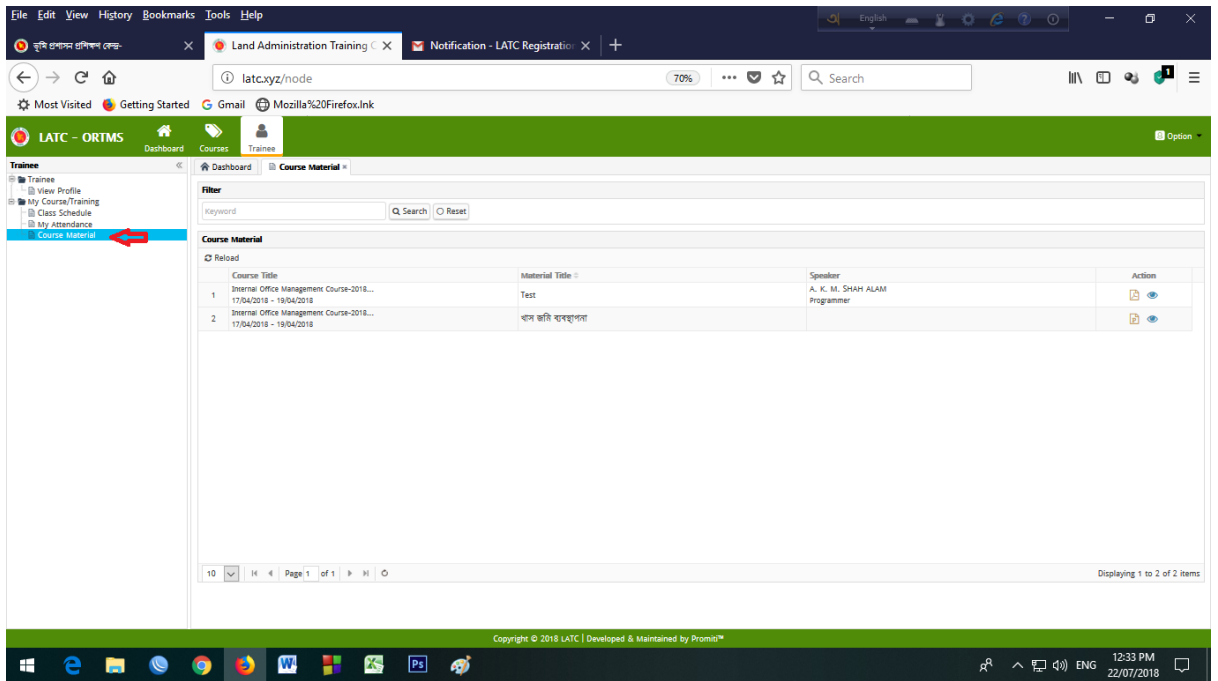 File Edit View History Bookmarks Tools Help
English
ভূমি প্রশাসন প্রশিক্ষণ কেন্দ্র-
Land Administration Training C
Notification - LATC Registration
latc.xyz/node
70%
Search
1
Most Visited Getting Started Gmail Mozilla%20Firefox.lnk
LATC - ORTMS
Dashboard Courses Trainee
Option
Trainee
Dashboard Course Material
Trainee
View Profile
My Course/Training
Class Schedule
My Attendance
Course Material
Filter
Keyword Search Reset
Course Material
Reload
Course Title Material Title Speaker Action
1 Internal Office Management Course-2018... Test A. K. M. SHAH ALAM
17/04/2018 - 19/04/2018 Programmer
2 Internal Office Management Course-2018... খাস জমি ব্যবস্থাপনা
17/04/2018 - 19/04/2018
10 Page 1 of 1 Displaying 1 to 2 of 2 items
Copyright © 2018 LATC | Developed & Maintained by Promiti™
ENG
12:33 PM
22/07/2018